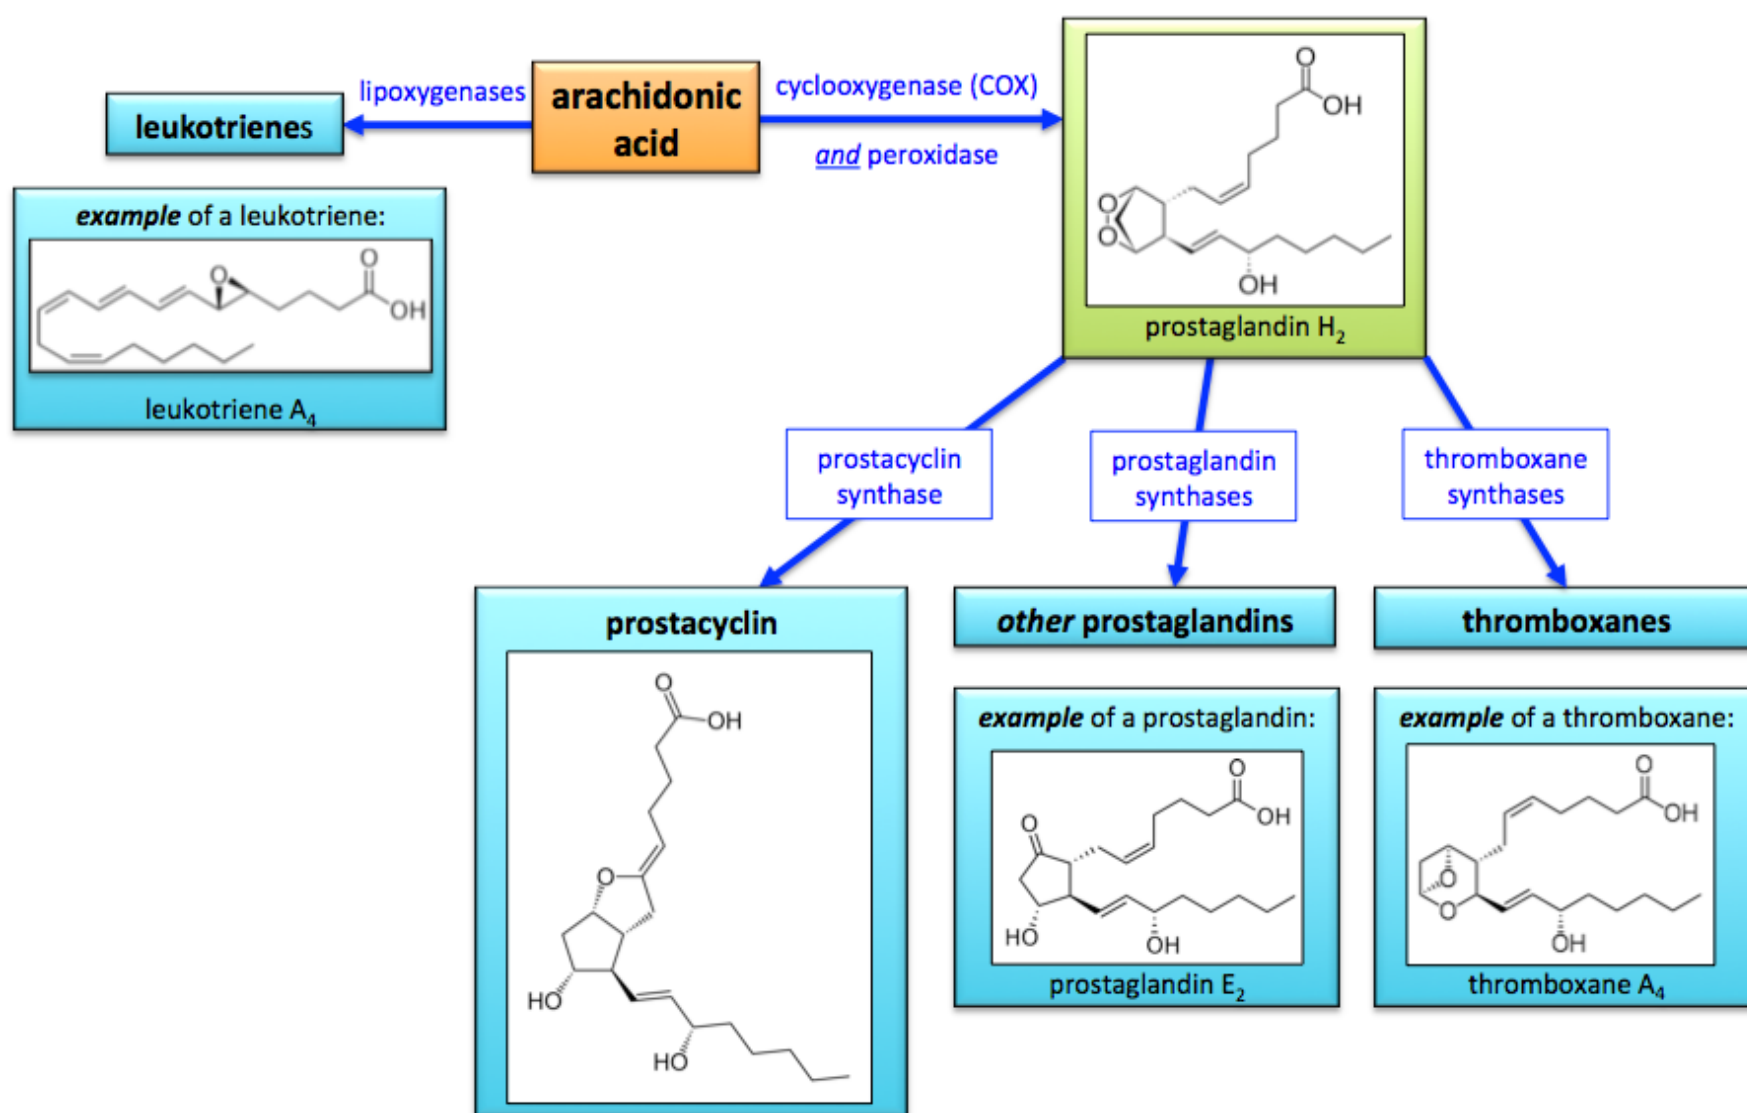 lipoxygenases
leukotrienes
arachidonic
acid
cyclooxygenase (COX)
and peroxidase
O
OH
O
O
OH
prostaglandin H₂
example of a leukotriene:
O
O
OH
leukotriene A₄
prostacyclin
synthase
prostaglandin
synthases
thromboxane
synthases
prostacyclin
O
OH
O
HO
HO
other prostaglandins
example of a prostaglandin:
O
OH
O
HO
OH
prostaglandin E₂
thromboxanes
example of a thromboxane:
O
OH
O
O
OH
thromboxane A₄